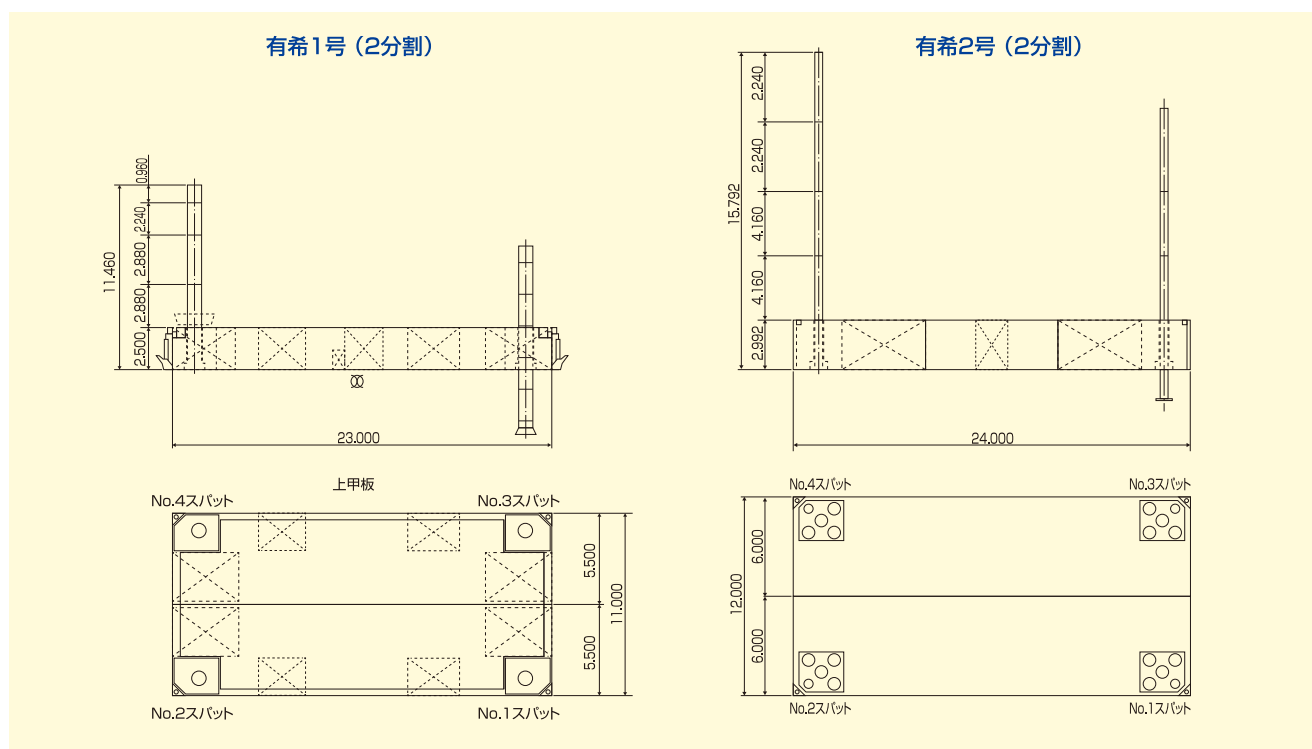 有希1号（2分割）
11.460
0.960
2.240
2.880
2.880
2.500
23.000
上甲板
No.4スパット
No.3スパット
5.500
5.500
11.000
No.2スパット
No.1スパット
有希2号（2分割）
15.792
2.240
2.240
4.160
4.160
2.992
24.000
No.4スパット
No.3スパット
12.000
6.000
6.000
No.2スパット
No.1スパット